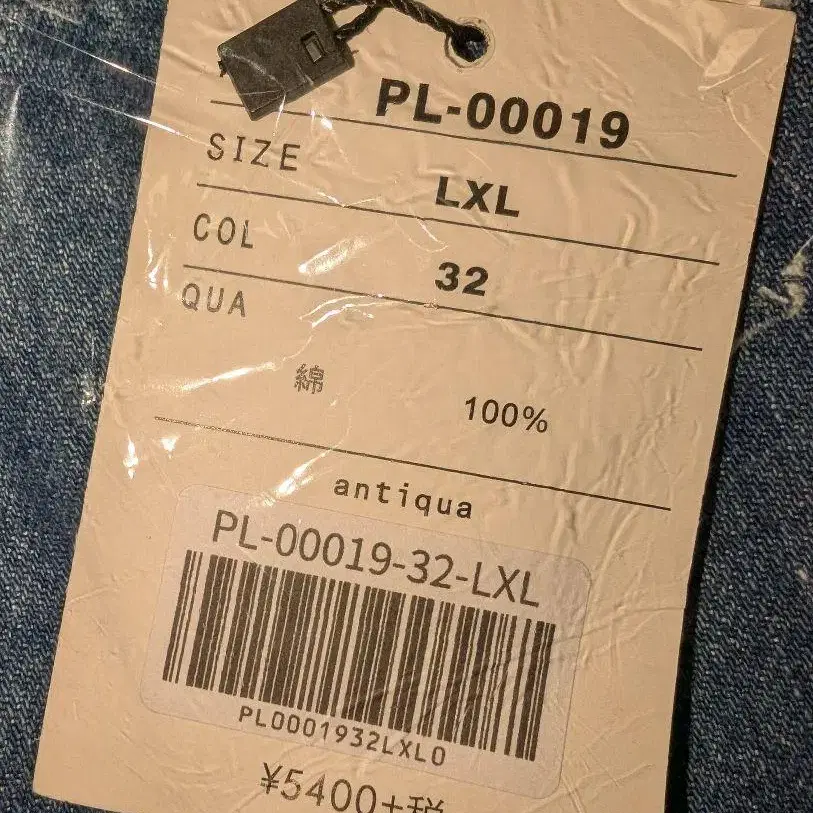 PL-00019
SIZE
LXL
COL
32
QUA
綿
100%
antiqua
PL-00019-32-LXL
PL0001932LXL0
¥5400+税